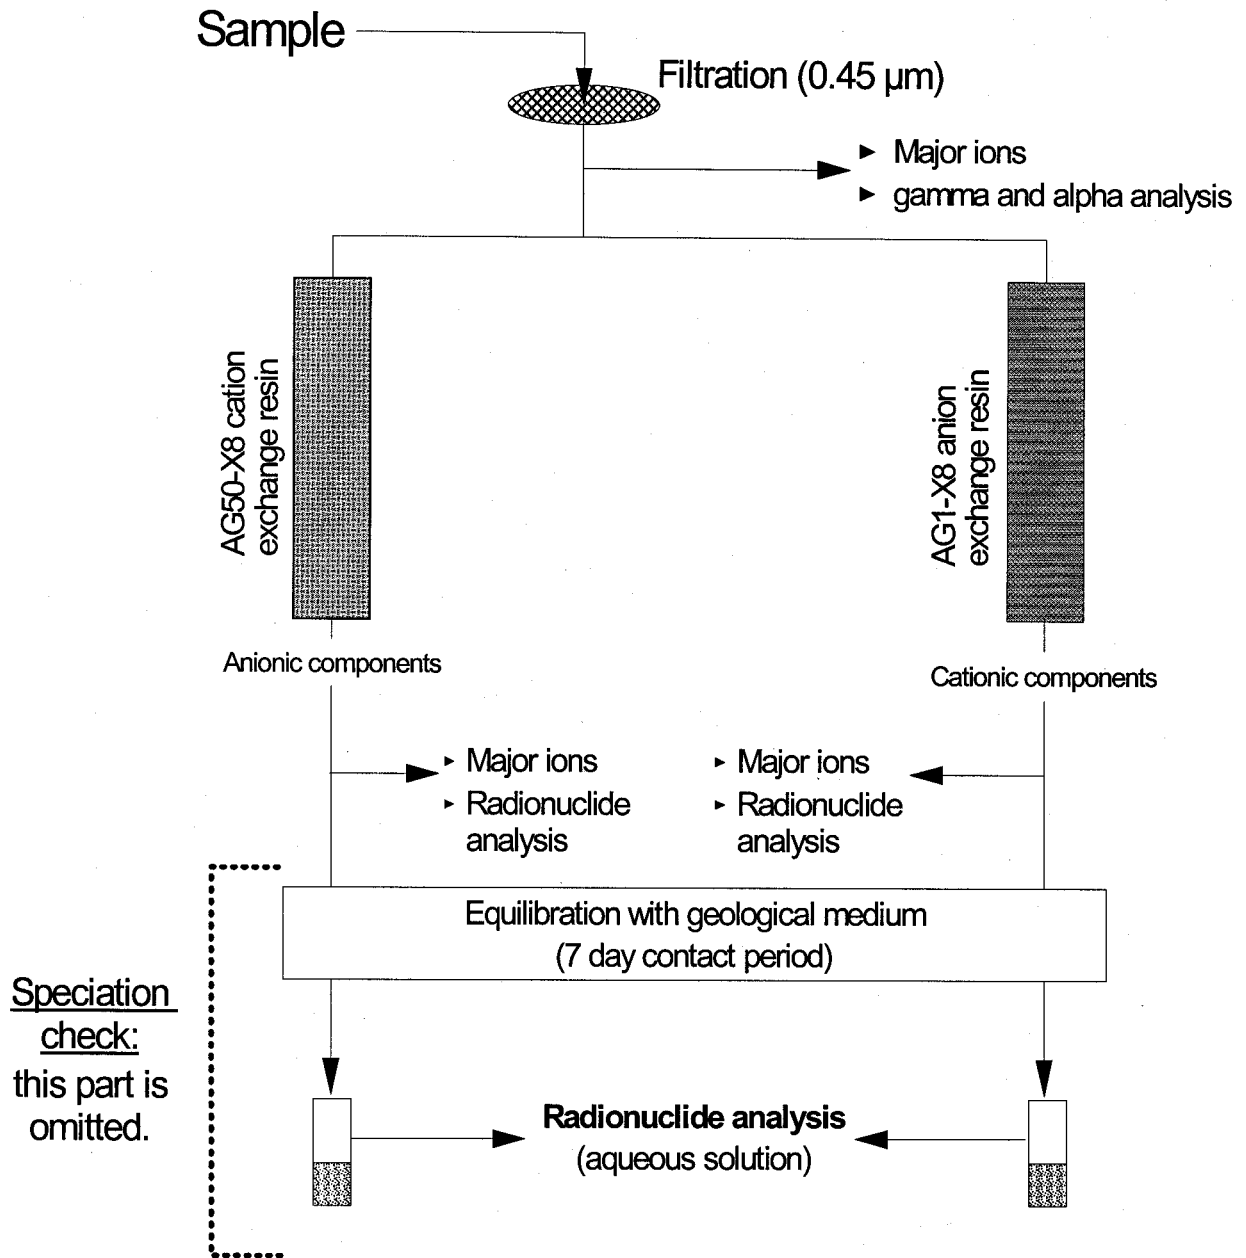 Sample
Filtration (0.45 µm)
► Major ions
► gamma and alpha analysis
AG50-X8 cation
exchange resin
AG1-X8 anion
exchange resin
Anionic components
Cationic components
► Major ions
► Radionuclide
analysis
► Major ions
► Radionuclide
analysis
Equilibration with geological medium
(7 day contact period)
Speciation
check:
this part is
omitted.
Radionuclide analysis
(aqueous solution)